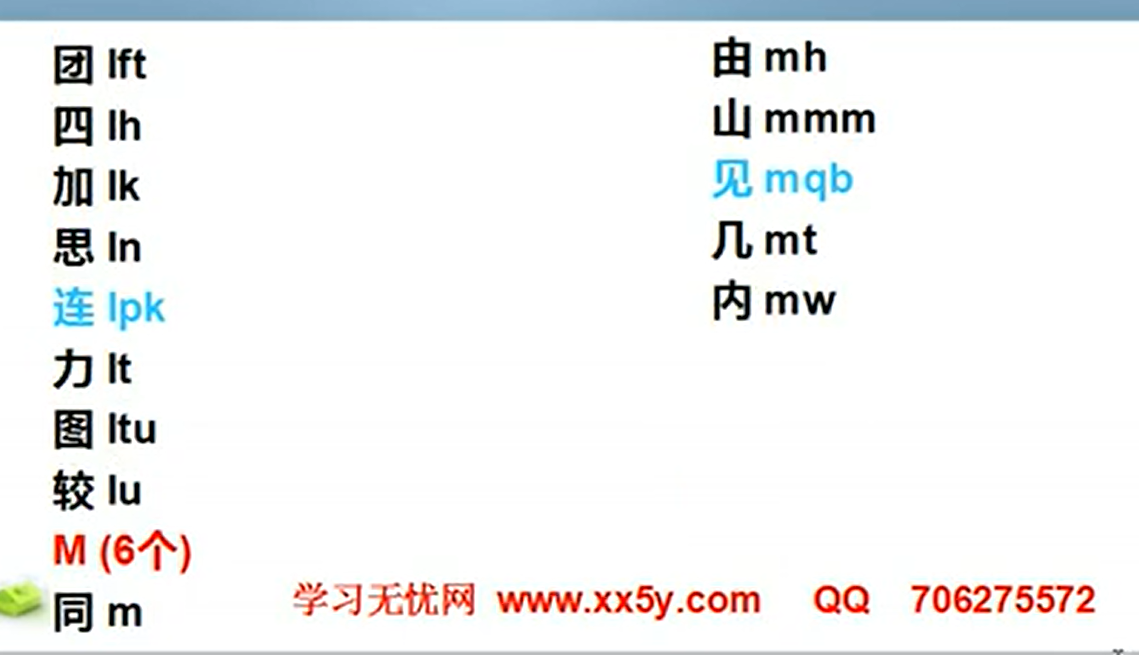 团 lft
四 lh
加 lk
思 ln
连 lpk
力 lt
图 ltu
较 lu
M (6个)
同 m
由 mh
山 mmm
见 mqb
几 mt
内 mw
学习无忧网 www.xx5y.com QQ 706275572